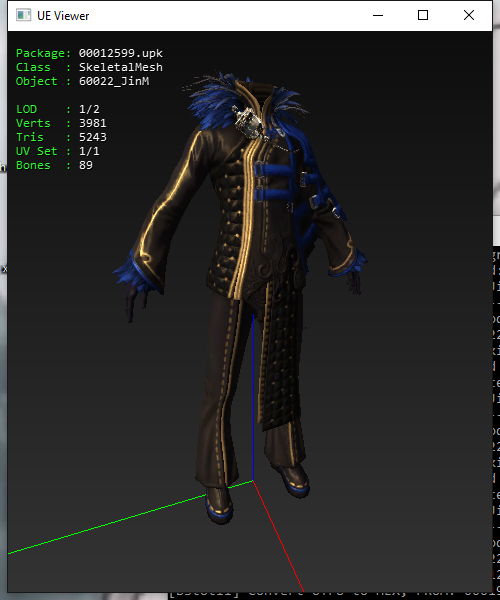 UE Viewer
Package: 00012599.upk
Class : SkeletalMesh
Object : 60022_JinM
LOD : 1/2
Verts : 3981
Tris : 5243
UV Set : 1/1
Bones : 89